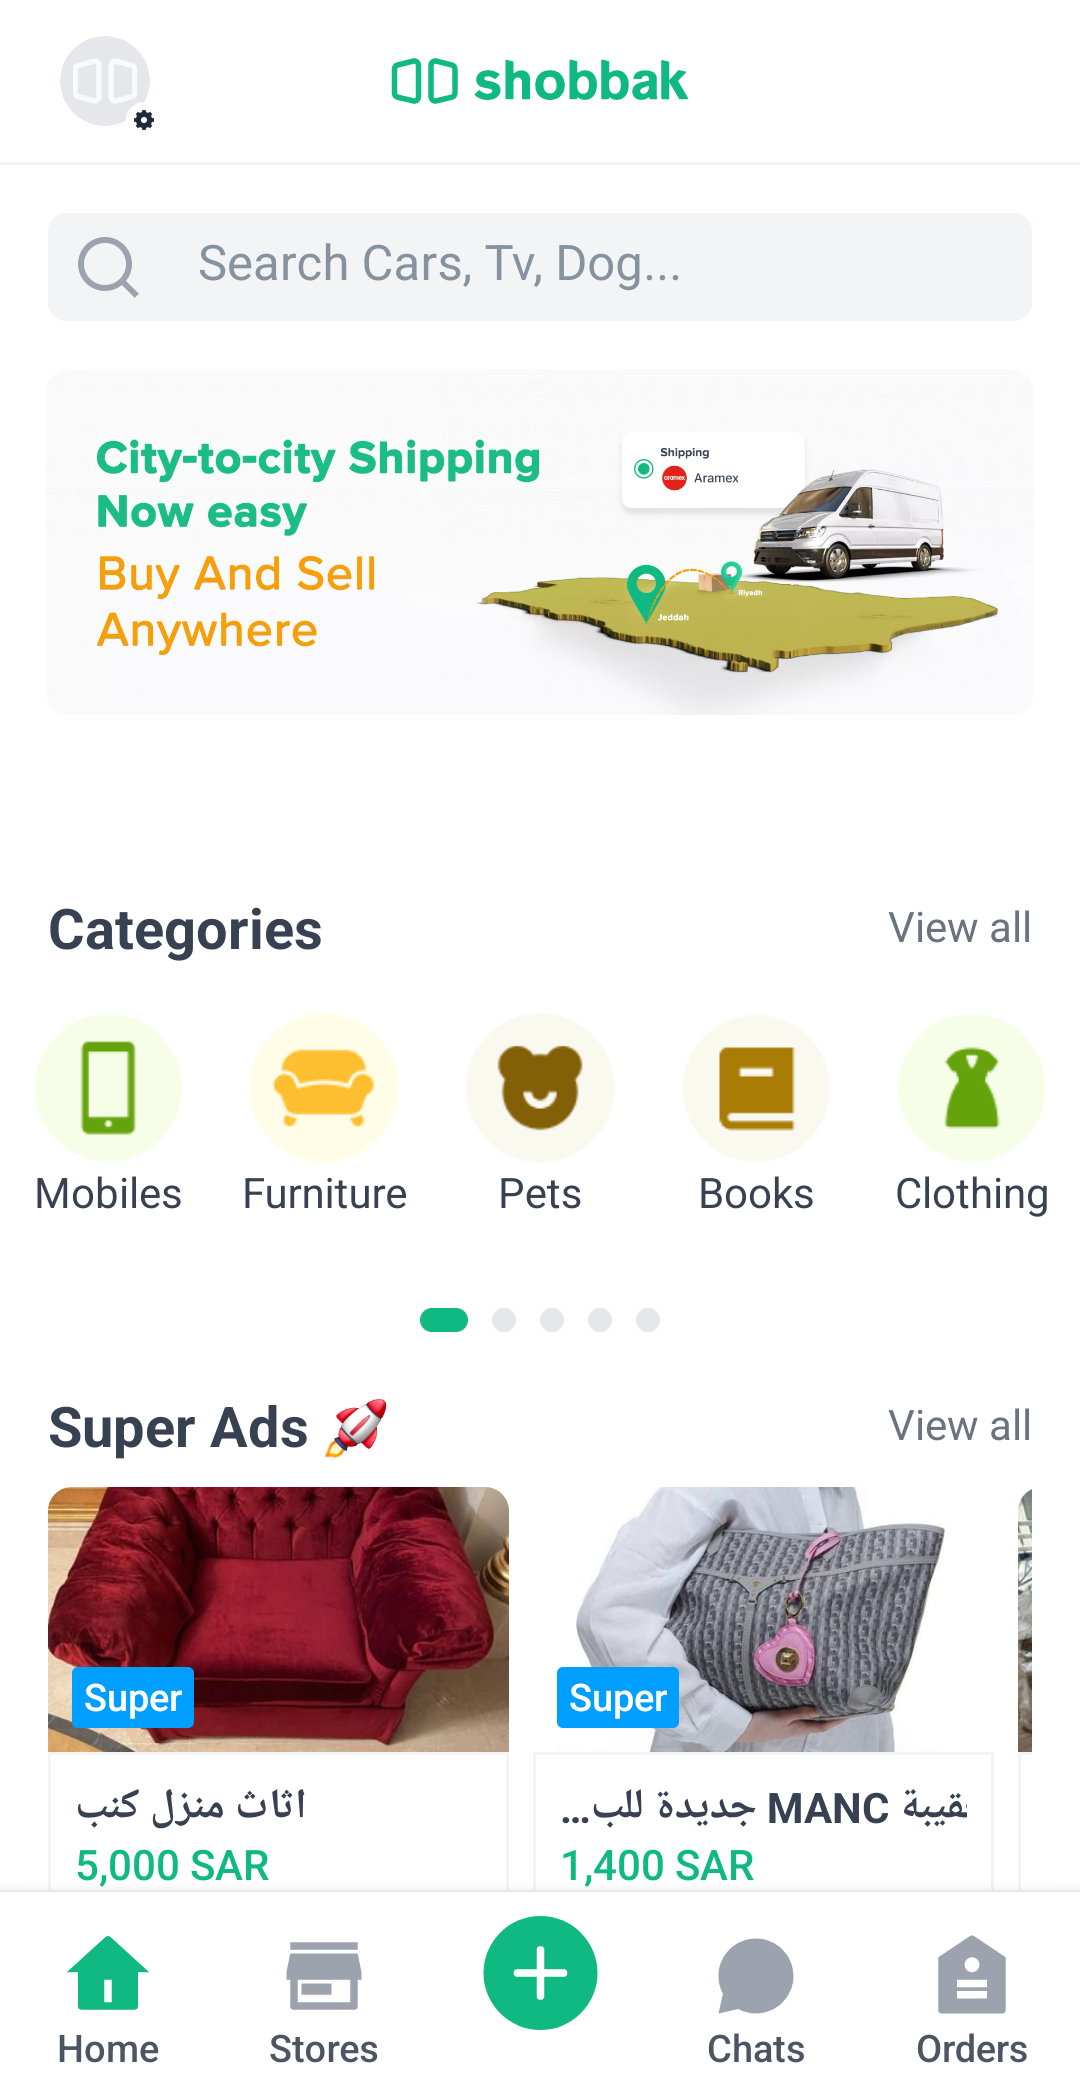 shobbak
Search Cars, Tv, Dog...
City-to-city Shipping
Now easy
Buy And Sell
Anywhere
Shipping
aramex
Aramex
Riyadh
Jeddah
Categories
View all
Mobiles
Furniture
Pets
Books
Clothing
Super Ads 🚀
View all
Super
Super
اثاث منزل كنب
5,000 SAR
قيبة MANC جديدة للب...
1,400 SAR
Home
Stores
Chats
Orders